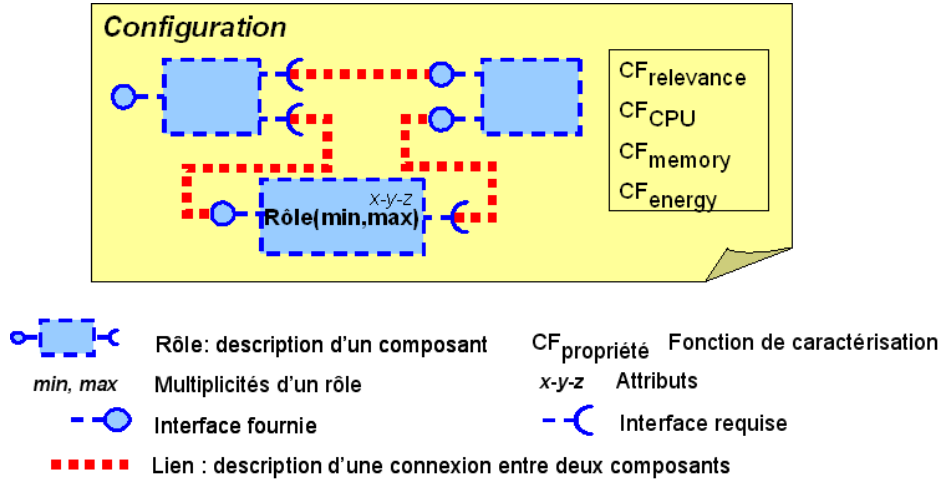 Configuration
CFrelevance
CFCPU
CFmemory
CFenergy
x-y-z
Rôle(min,max)
Rôle: description d'un composant
CFpropriété Fonction de caractérisation
min, max Multiplicités d'un rôle
x-y-z Attributs
Interface fournie
Interface requise
Lien : description d'une connexion entre deux composants